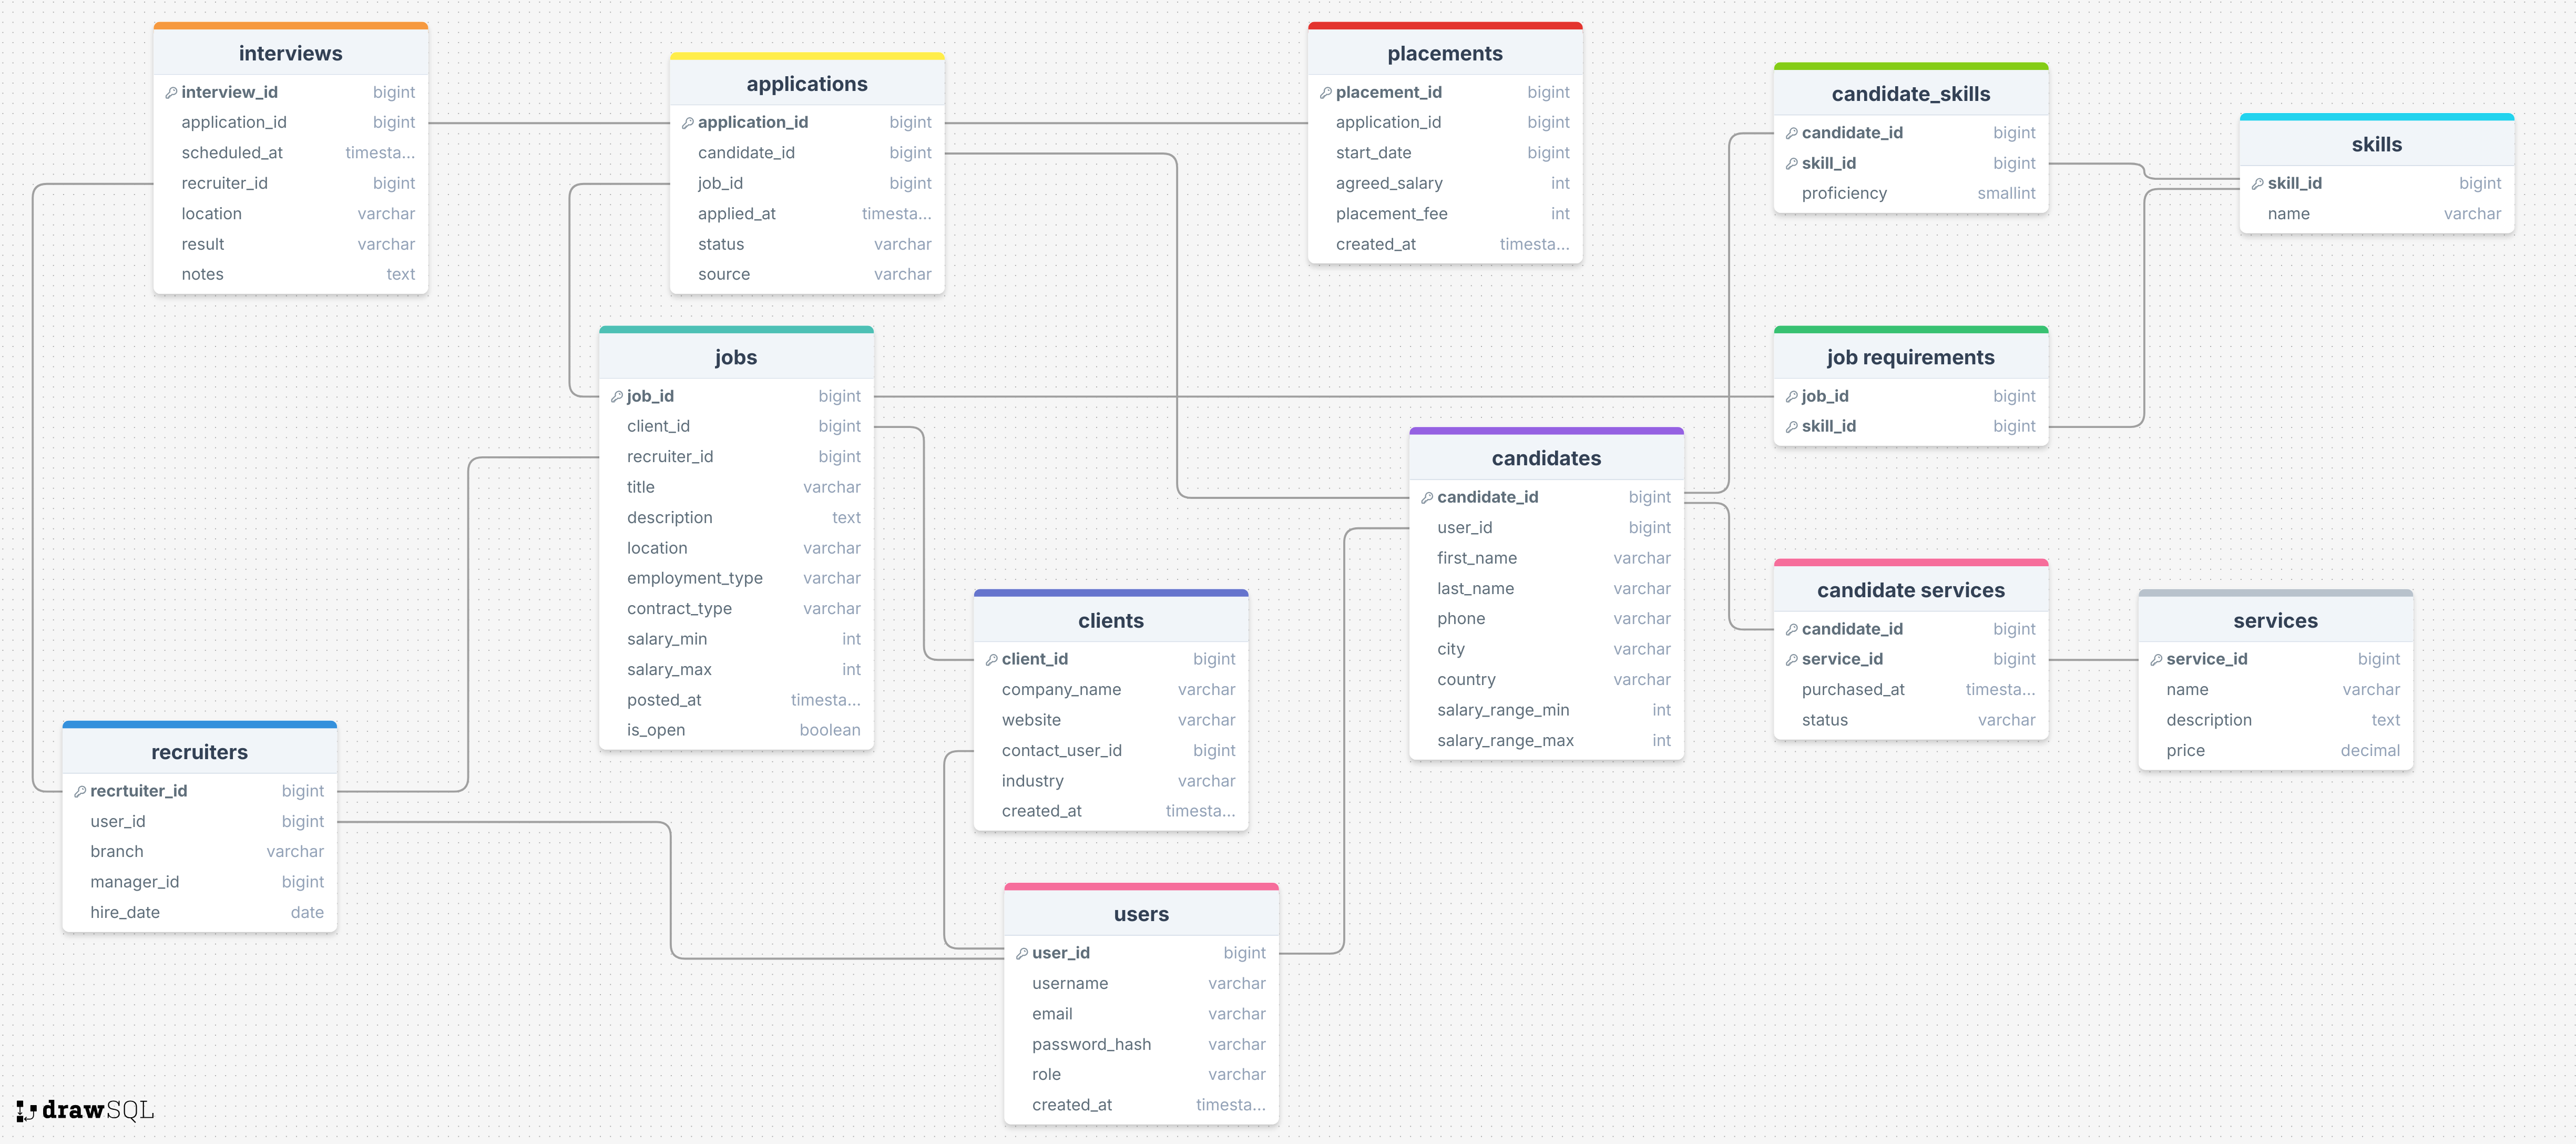 interviews
interview_id bigint
application_id bigint
scheduled_at timesta...
recruiter_id bigint
location varchar
result varchar
notes text
applications
application_id bigint
candidate_id bigint
job_id bigint
applied_at timesta...
status varchar
source varchar
placements
placement_id bigint
application_id bigint
start_date bigint
agreed_salary int
placement_fee int
created_at timesta...
candidate_skills
candidate_id bigint
skill_id bigint
proficiency smallint
skills
skill_id bigint
name varchar
jobs
job_id bigint
client_id bigint
recruiter_id bigint
title varchar
description text
location varchar
employment_type varchar
contract_type varchar
salary_min int
salary_max int
posted_at timesta...
is_open boolean
job requirements
job_id bigint
skill_id bigint
candidates
candidate_id bigint
user_id bigint
first_name varchar
last_name varchar
phone varchar
city varchar
country varchar
salary_range_min int
salary_range_max int
clients
client_id bigint
company_name varchar
website varchar
contact_user_id bigint
industry varchar
created_at timesta...
candidate services
candidate_id bigint
service_id bigint
purchased_at timesta...
status varchar
services
service_id bigint
name varchar
description text
price decimal
recruiters
recrtuiter_id bigint
user_id bigint
branch varchar
manager_id bigint
hire_date date
users
user_id bigint
username varchar
email varchar
password_hash varchar
role varchar
created_at timesta...
drawSQL